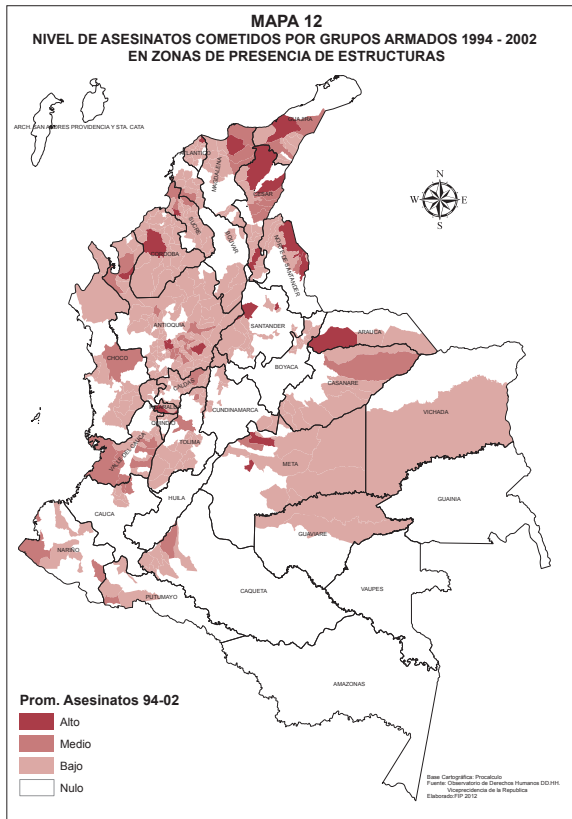 MAPA 12
NIVEL DE ASESINATOS COMETIDOS POR GRUPOS ARMADOS 1994 - 2002
EN ZONAS DE PRESENCIA DE ESTRUCTURAS
ARCH. SAN ANDRES PROVIDENCIA Y STA. CATA
GUAJIRA
ATLANTICO
MAGDALENA
CESAR
N
W E
S
SUCRE
CORDOBA
BOLIVAR
NORTE DE SANTANDER
ANTIOQUIA
SANTANDER
ARAUCA
CHOCO
BOYACA
CASANARE
CALDAS
VICHADA
RISARALDA
CUNDINAMARCA
QUINDIO
VALLE DEL CAUCA
TOLIMA
META
GUAINIA
HUILA
CAUCA
GUAVIARE
NARIÑO
CAQUETA
VAUPES
PUTUMAYO
AMAZONAS
Prom. Asesinatos 94-02
Alto
Medio
Bajo
Nulo
Base Cartográfica: Procalculo
Fuente: Observatorio de Derechos Humanos DD.HH.
Vicepresidencia de la Republica
Elaborado:FIP 2012